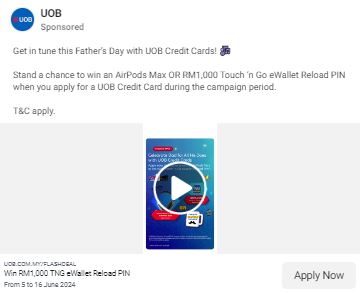 UOB
UOB
Sponsored
Get in tune this Father's Day with UOB Credit Cards! 🎆
Stand a chance to win an AirPods Max OR RM1,000 Touch 'n Go eWallet Reload PIN
when you apply for a UOB Credit Card during the campaign period.
T&C apply.
Celebrate Dad for All He Does
with UOB Credit Cards
UOB.COM.MY/FLASHDEAL
Win RM1,000 TNG eWallet Reload PIN
From 5 to 16 June 2024
Apply Now